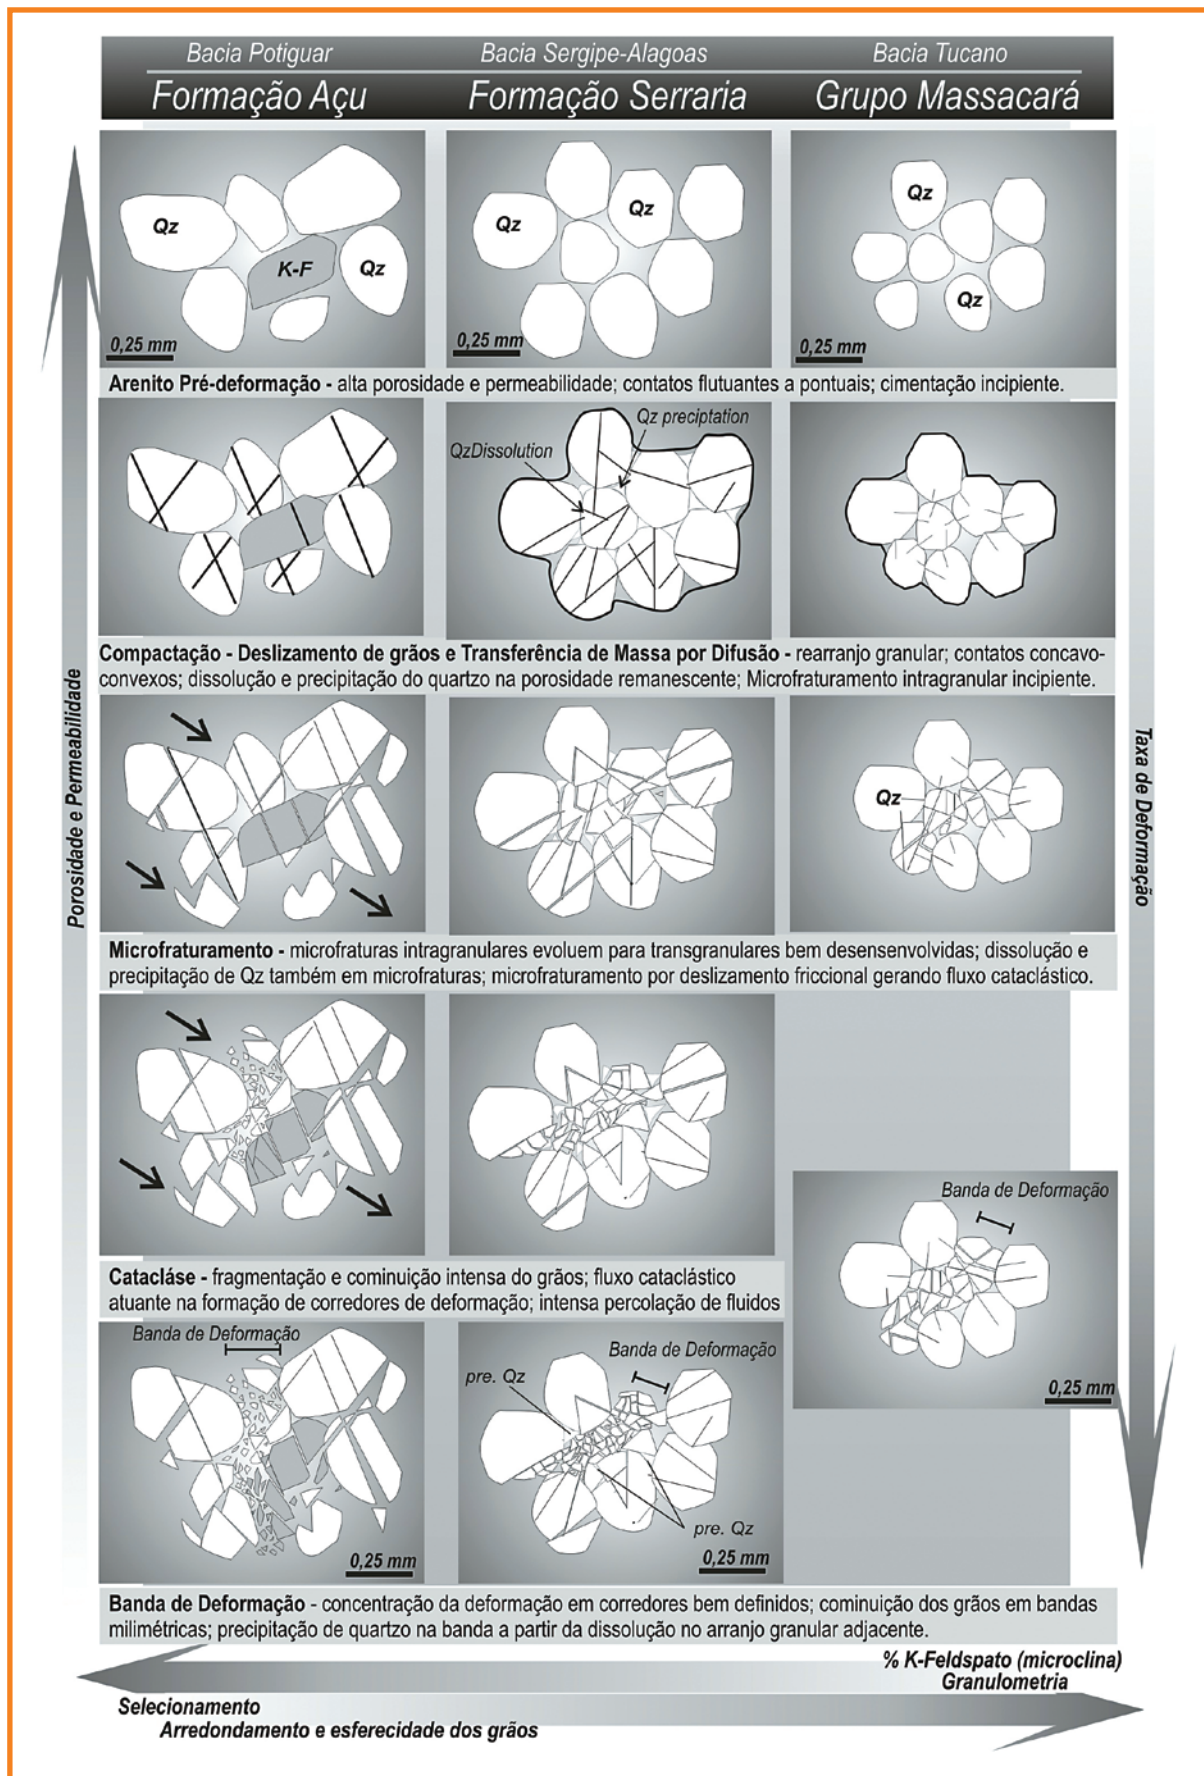 Bacia Potiguar
Bacia Sergipe-Alagoas
Bacia Tucano
Formação Açu
Formação Serraria
Grupo Massacará
Qz
K-F
Qz
0,25 mm
Qz
Qz
0,25 mm
Qz
Qz
0,25 mm
Arenito Pré-deformação - alta porosidade e permeabilidade; contatos flutuantes a pontuais; cimentação incipiente.
Qz preciptation
QzDissolution
Compactação - Deslizamento de grãos e Transferência de Massa por Difusão - rearranjo granular; contatos concavo-
convexos; dissolução e precipitação do quartzo na porosidade remanescente; Microfraturamento intragranular incipiente.
Qz
Microfraturamento - microfraturas intragranulares evoluem para transgranulares bem desensenvolvidas; dissolução e
precipitação de Qz também em microfraturas; microfraturamento por deslizamento friccional gerando fluxo cataclástico.
Banda de Deformação
0,25 mm
Catacláse - fragmentação e cominuição intensa do grãos; fluxo cataclástico
atuante na formação de corredores de deformação; intensa percolação de fluidos
Banda de Deformação
0,25 mm
Banda de Deformação
pre. Qz
pre. Qz
0,25 mm
Banda de Deformação - concentração da deformação em corredores bem definidos; cominuição dos grãos em bandas
milimétricas; precipitação de quartzo na banda a partir da dissolução no arranjo granular adjacente.
Porosidade e Permeabilidade
Taxa de Deformação
% K-Feldspato (microclina)
Granulometria
Selecionamento
Arredondamento e esferecidade dos grãos